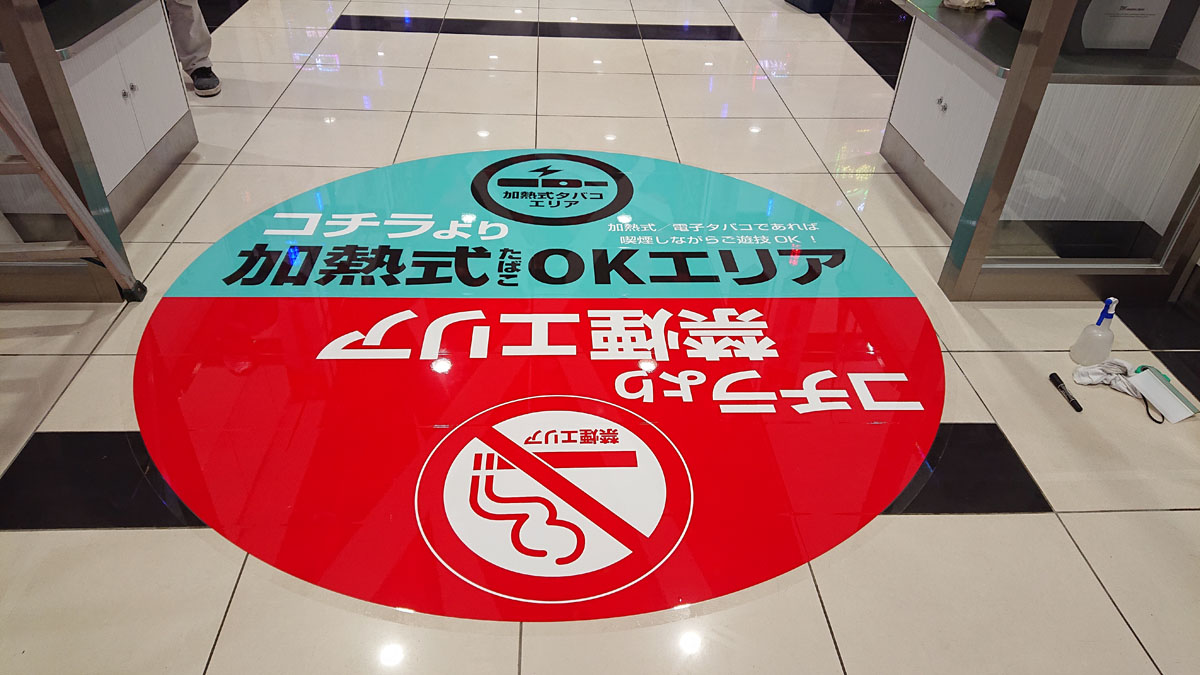 加熱式タバコ
エリア
コチラより
加熱式／電子タバコであれば
喫煙しながらご遊技OK！
加熱式たばこOKエリア
コチラより
禁煙エリア
禁煙エリア